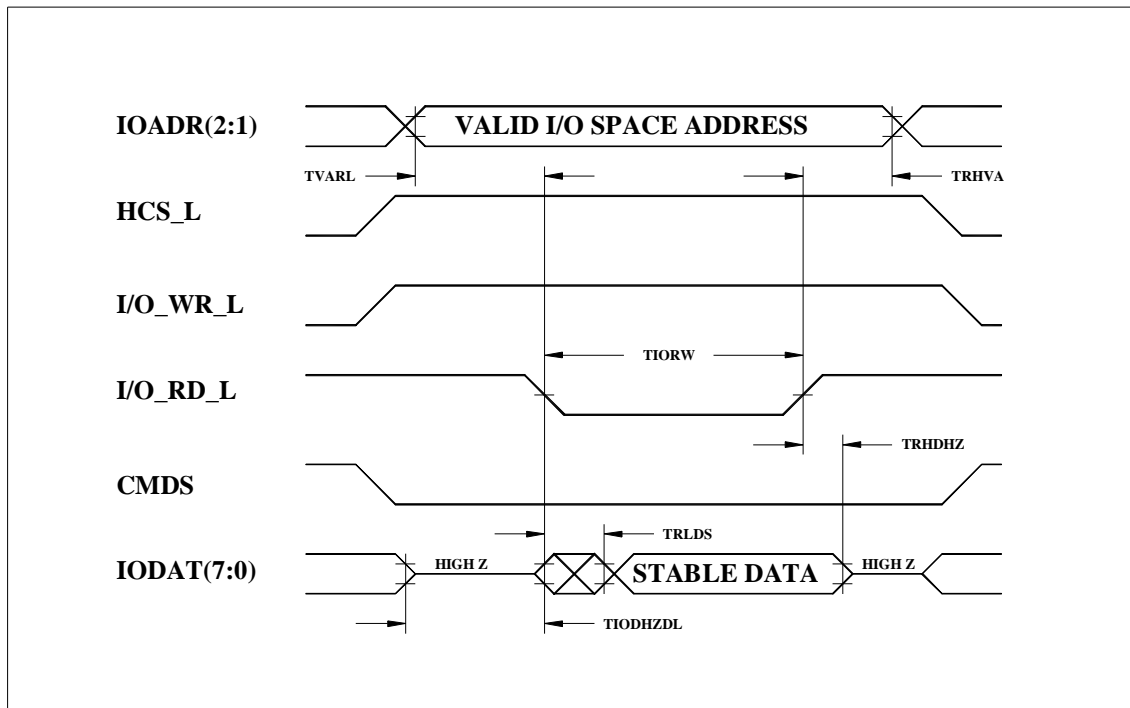 IOADR(2:1)
VALID I/O SPACE ADDRESS
TVARL
TRHVA
HCS_L
I/O_WR_L
TIORW
I/O_RD_L
TRHDHZ
CMDS
TRLDS
IODAT(7:0)
HIGH Z
STABLE DATA
HIGH Z
TIODHZDL